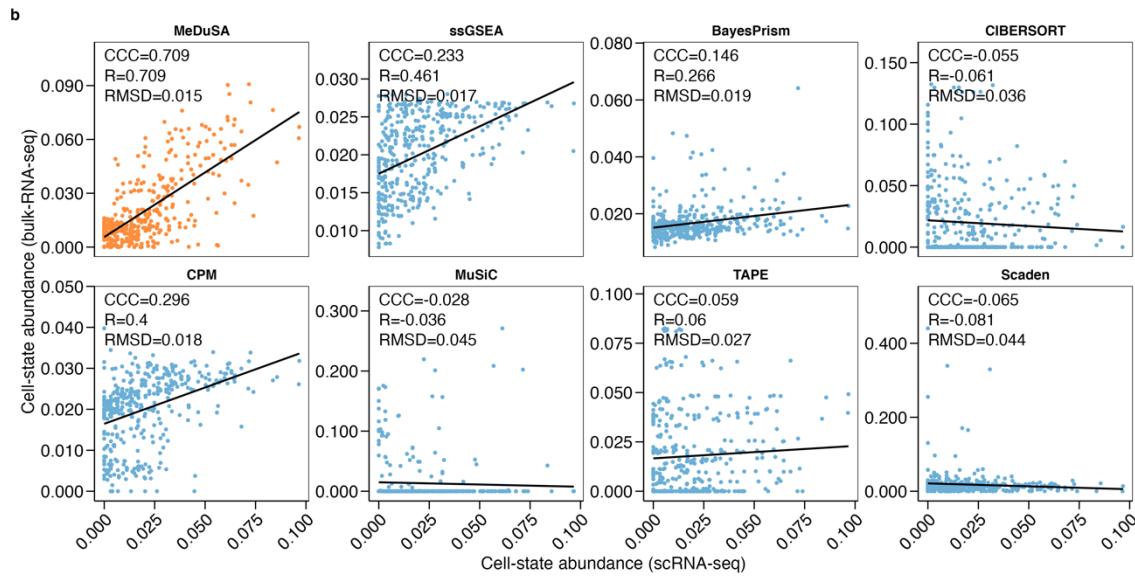 b
MeDuSA
CCC=0.709
R=0.709
RMSD=0.015
0.090
0.060
0.030
0.000
ssGSEA
CCC=0.233
R=0.461
RMSD=0.017
0.030
0.025
0.020
0.015
0.010
BayesPrism
CCC=0.146
R=0.266
RMSD=0.019
0.080
0.060
0.040
0.020
CIBERSORT
CCC=-0.055
R=-0.061
RMSD=0.036
0.150
0.100
0.050
0.000
Cell-state abundance (bulk-RNA-seq)
CPM
CCC=0.296
R=0.4
RMSD=0.018
0.050
0.040
0.030
0.020
0.010
0.000
0.000 0.025 0.050 0.075 0.100
MuSiC
CCC=-0.028
R=-0.036
RMSD=0.045
0.300
0.200
0.100
0.000
0.000 0.025 0.050 0.075 0.100
TAPE
CCC=0.059
R=0.06
RMSD=0.027
0.100
0.075
0.050
0.025
0.000
0.000 0.025 0.050 0.075 0.100
Scaden
CCC=-0.065
R=-0.081
RMSD=0.044
0.400
0.200
0.000
0.000 0.025 0.050 0.075 0.100
Cell-state abundance (scRNA-seq)